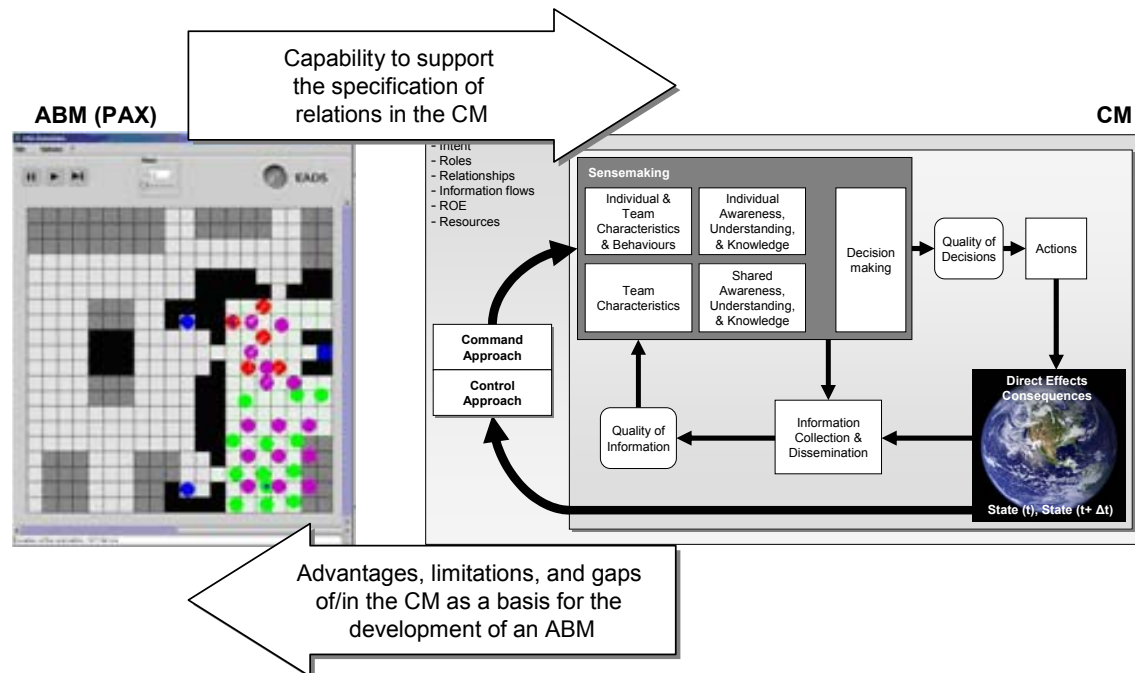 Capability to support
the specification of
relations in the CM
ABM (PAX)
CM
EADS
- Intent
- Roles
- Relationships
- Information flows
- ROE
- Resources
Sensemaking
Individual &
Team
Characteristics
& Behaviours
Individual
Awareness,
Understanding,
& Knowledge
Team
Characteristics
Shared
Awareness,
Understanding,
& Knowledge
Decision
making
Quality of
Decisions
Actions
Command
Approach
Control
Approach
Quality of
Information
Information
Collection &
Dissemination
Direct Effects
Consequences
State (t), State (t+ Δt)
Advantages, limitations, and gaps
of/in the CM as a basis for the
development of an ABM